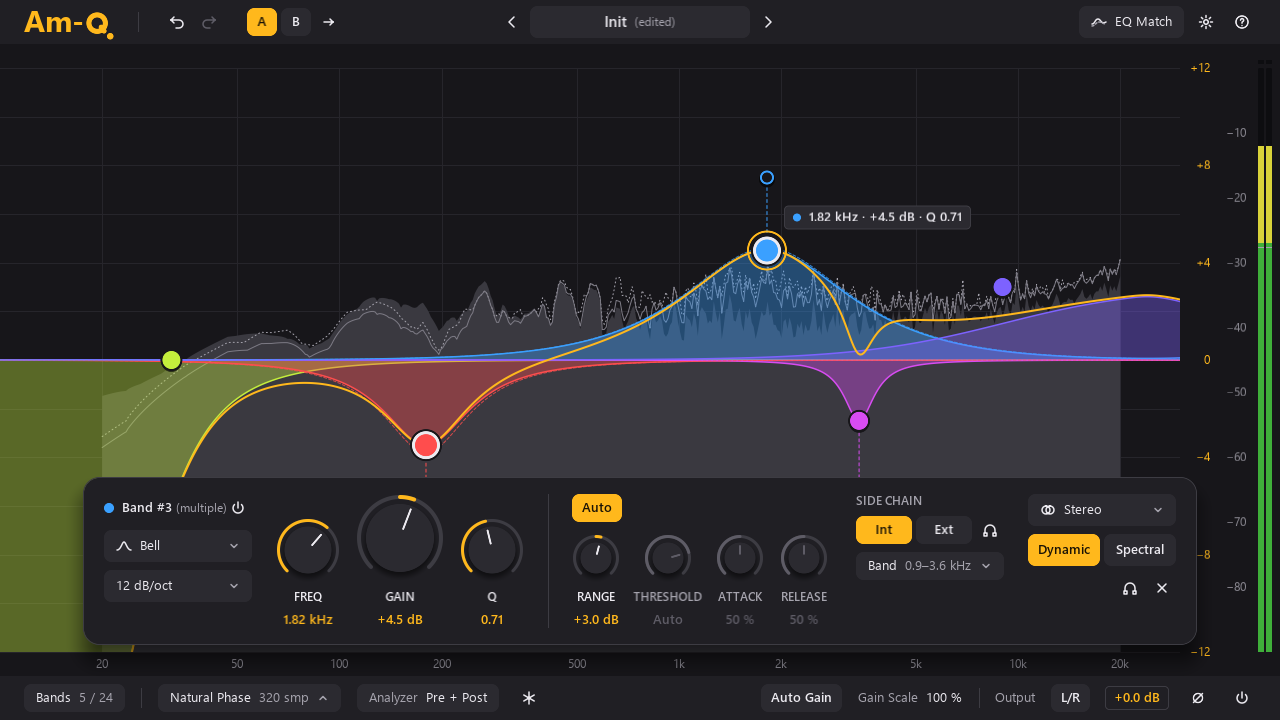 Am-Q
A B
Init (edited)
EQ Match
+12
-10
+8
-20
1.82 kHz · +4.5 dB · Q 0.71
+4
-30
-40
0
-50
-4
-60
-70
-8
-80
-12
Band #3 (multiple)
Bell
12 dB/oct
FREQ GAIN Q
1.82 kHz +4.5 dB 0.71
Auto
RANGE THRESHOLD ATTACK RELEASE
+3.0 dB Auto 50 % 50 %
SIDE CHAIN
Int Ext
Band 0.9–3.6 kHz
Stereo
Dynamic Spectral
20 50 100 200 500 1k 2k 5k 10k 20k
Bands 5 / 24
Natural Phase 320 smp
Analyzer Pre + Post
Auto Gain
Gain Scale 100 %
Output L/R +0.0 dB